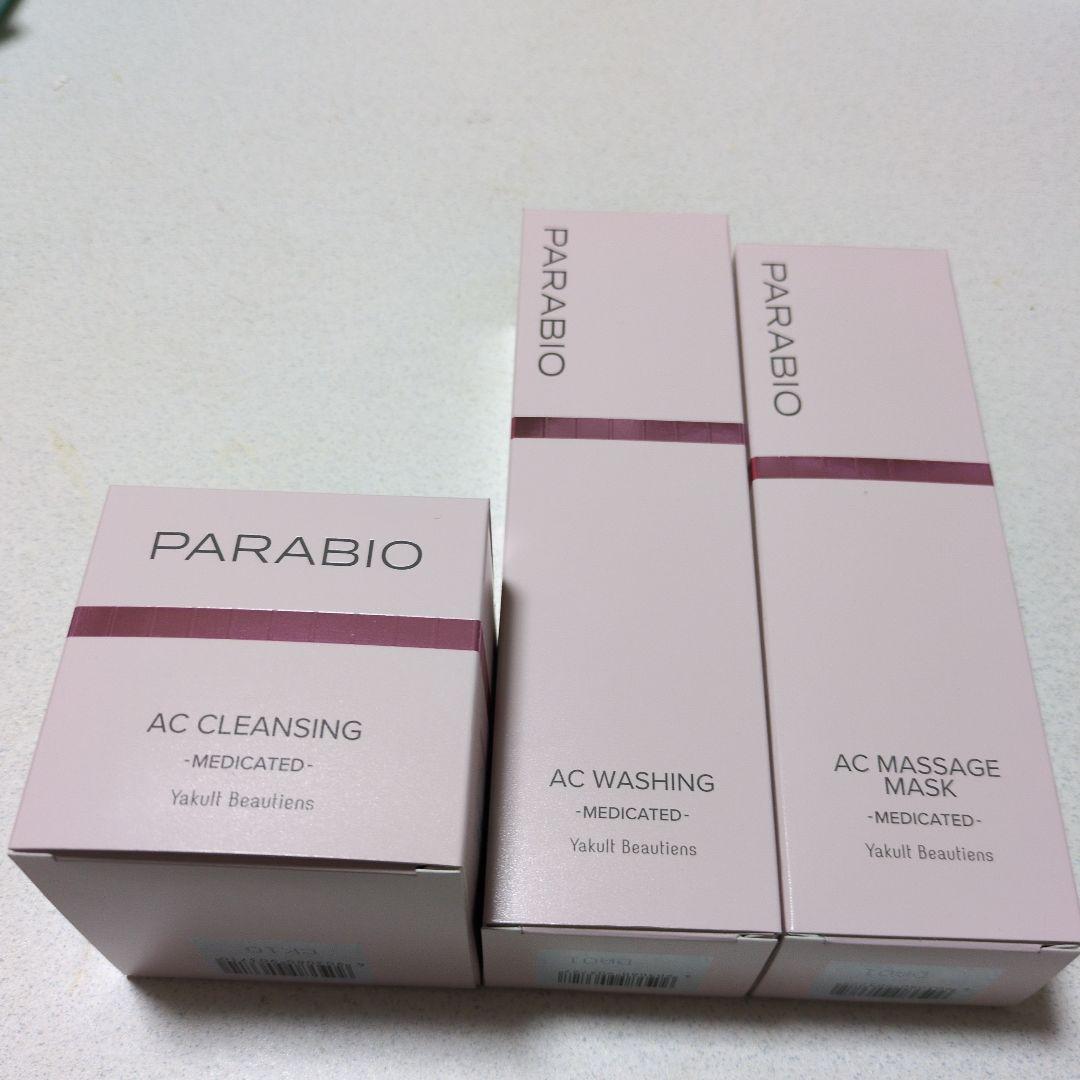 PARABIO
AC CLEANSING
-MEDICATED-
Yakult Beautiens
PARABIO
AC WASHING
-MEDICATED-
Yakult Beautiens
PARABIO
AC MASSAGE
MASK
-MEDICATED-
Yakult Beautiens